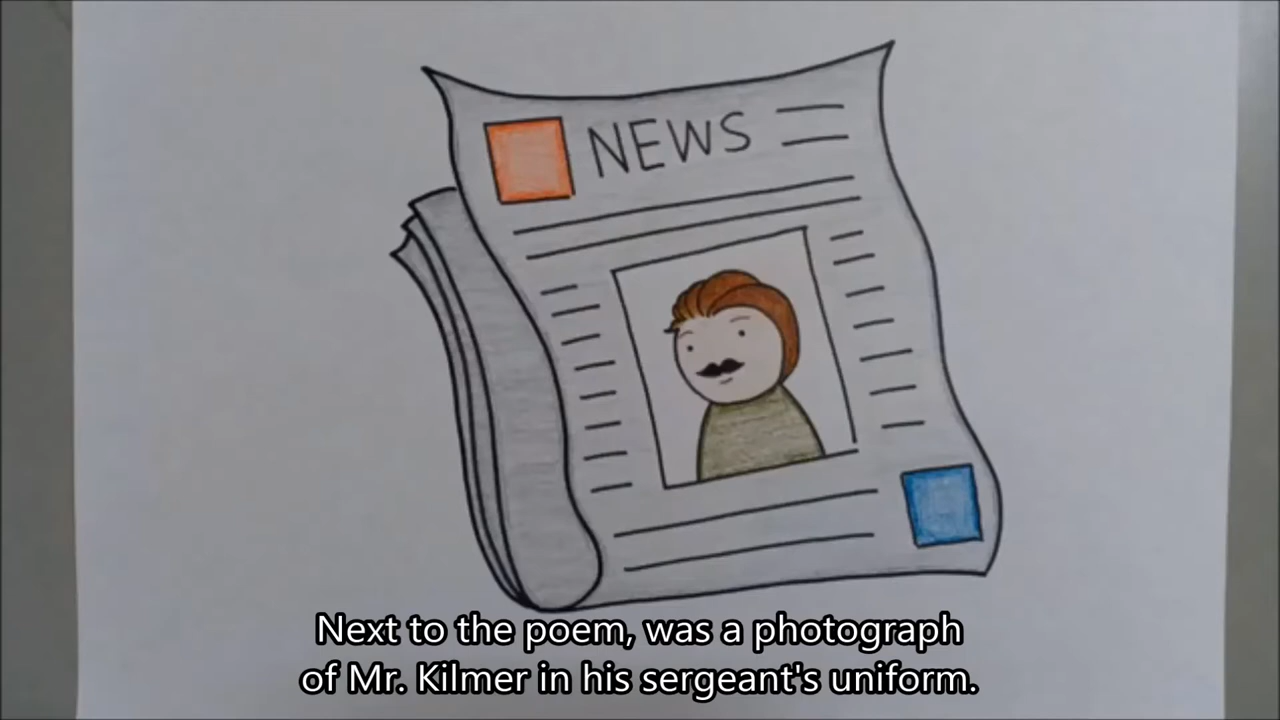 NEWS
Next to the poem, was a photograph
of Mr. Kilmer in his sergeant's uniform.